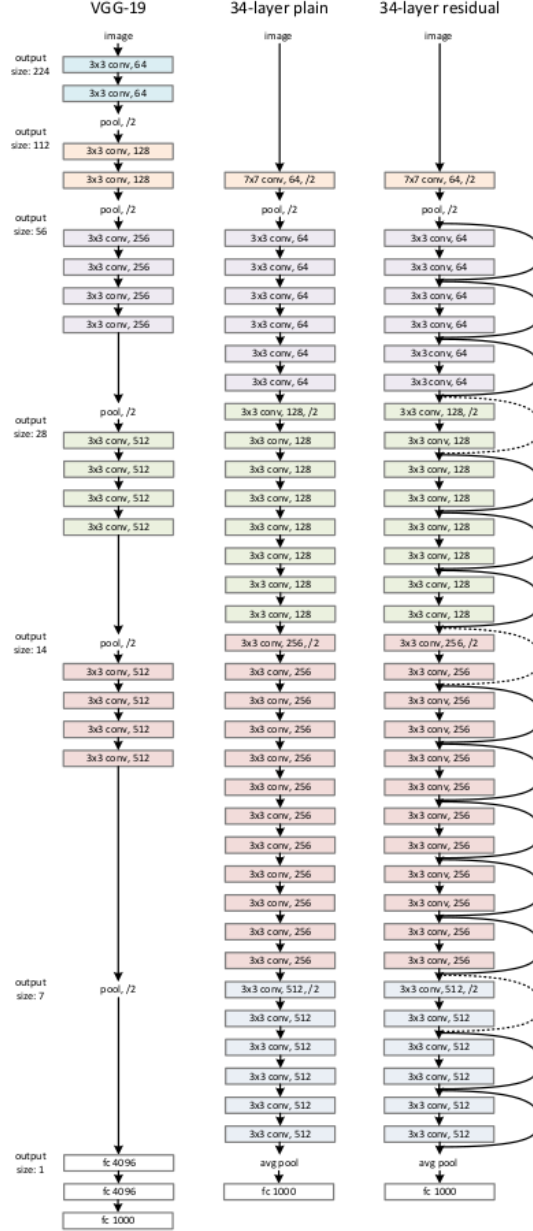 VGG-19
image
output
size: 224
3x3 conv, 64
3x3 conv, 64
pool, /2
output
size: 112
3x3 conv, 128
3x3 conv, 128
pool, /2
output
size: 56
3x3 conv, 256
3x3 conv, 256
3x3 conv, 256
3x3 conv, 256
pool, /2
output
size: 28
3x3 conv, 512
3x3 conv, 512
3x3 conv, 512
3x3 conv, 512
pool, /2
output
size: 14
3x3 conv, 512
3x3 conv, 512
3x3 conv, 512
3x3 conv, 512
output
size: 7
pool, /2
output
size: 1
fc 4096
fc 4096
fc 1000
34-layer plain
image
7x7 conv, 64, /2
pool, /2
3x3 conv, 64
3x3 conv, 64
3x3 conv, 64
3x3 conv, 64
3x3 conv, 64
3x3 conv, 64
3x3 conv, 128, /2
3x3 conv, 128
3x3 conv, 128
3x3 conv, 128
3x3 conv, 128
3x3 conv, 128
3x3 conv, 128
3x3 conv, 128
3x3 conv, 256, /2
3x3 conv, 256
3x3 conv, 256
3x3 conv, 256
3x3 conv, 256
3x3 conv, 256
3x3 conv, 256
3x3 conv, 256
3x3 conv, 256
3x3 conv, 256
3x3 conv, 256
3x3 conv, 256
3x3 conv, 512, /2
3x3 conv, 512
3x3 conv, 512
3x3 conv, 512
3x3 conv, 512
3x3 conv, 512
avg pool
fc 1000
34-layer residual
image
7x7 conv, 64, /2
pool, /2
3x3 conv, 64
3x3 conv, 64
3x3 conv, 64
3x3 conv, 64
3x3 conv, 64
3x3 conv, 64
3x3 conv, 128, /2
3x3 conv, 128
3x3 conv, 128
3x3 conv, 128
3x3 conv, 128
3x3 conv, 128
3x3 conv, 128
3x3 conv, 128
3x3 conv, 256, /2
3x3 conv, 256
3x3 conv, 256
3x3 conv, 256
3x3 conv, 256
3x3 conv, 256
3x3 conv, 256
3x3 conv, 256
3x3 conv, 256
3x3 conv, 256
3x3 conv, 256
3x3 conv, 256
3x3 conv, 512, /2
3x3 conv, 512
3x3 conv, 512
3x3 conv, 512
3x3 conv, 512
3x3 conv, 512
avg pool
fc 1000